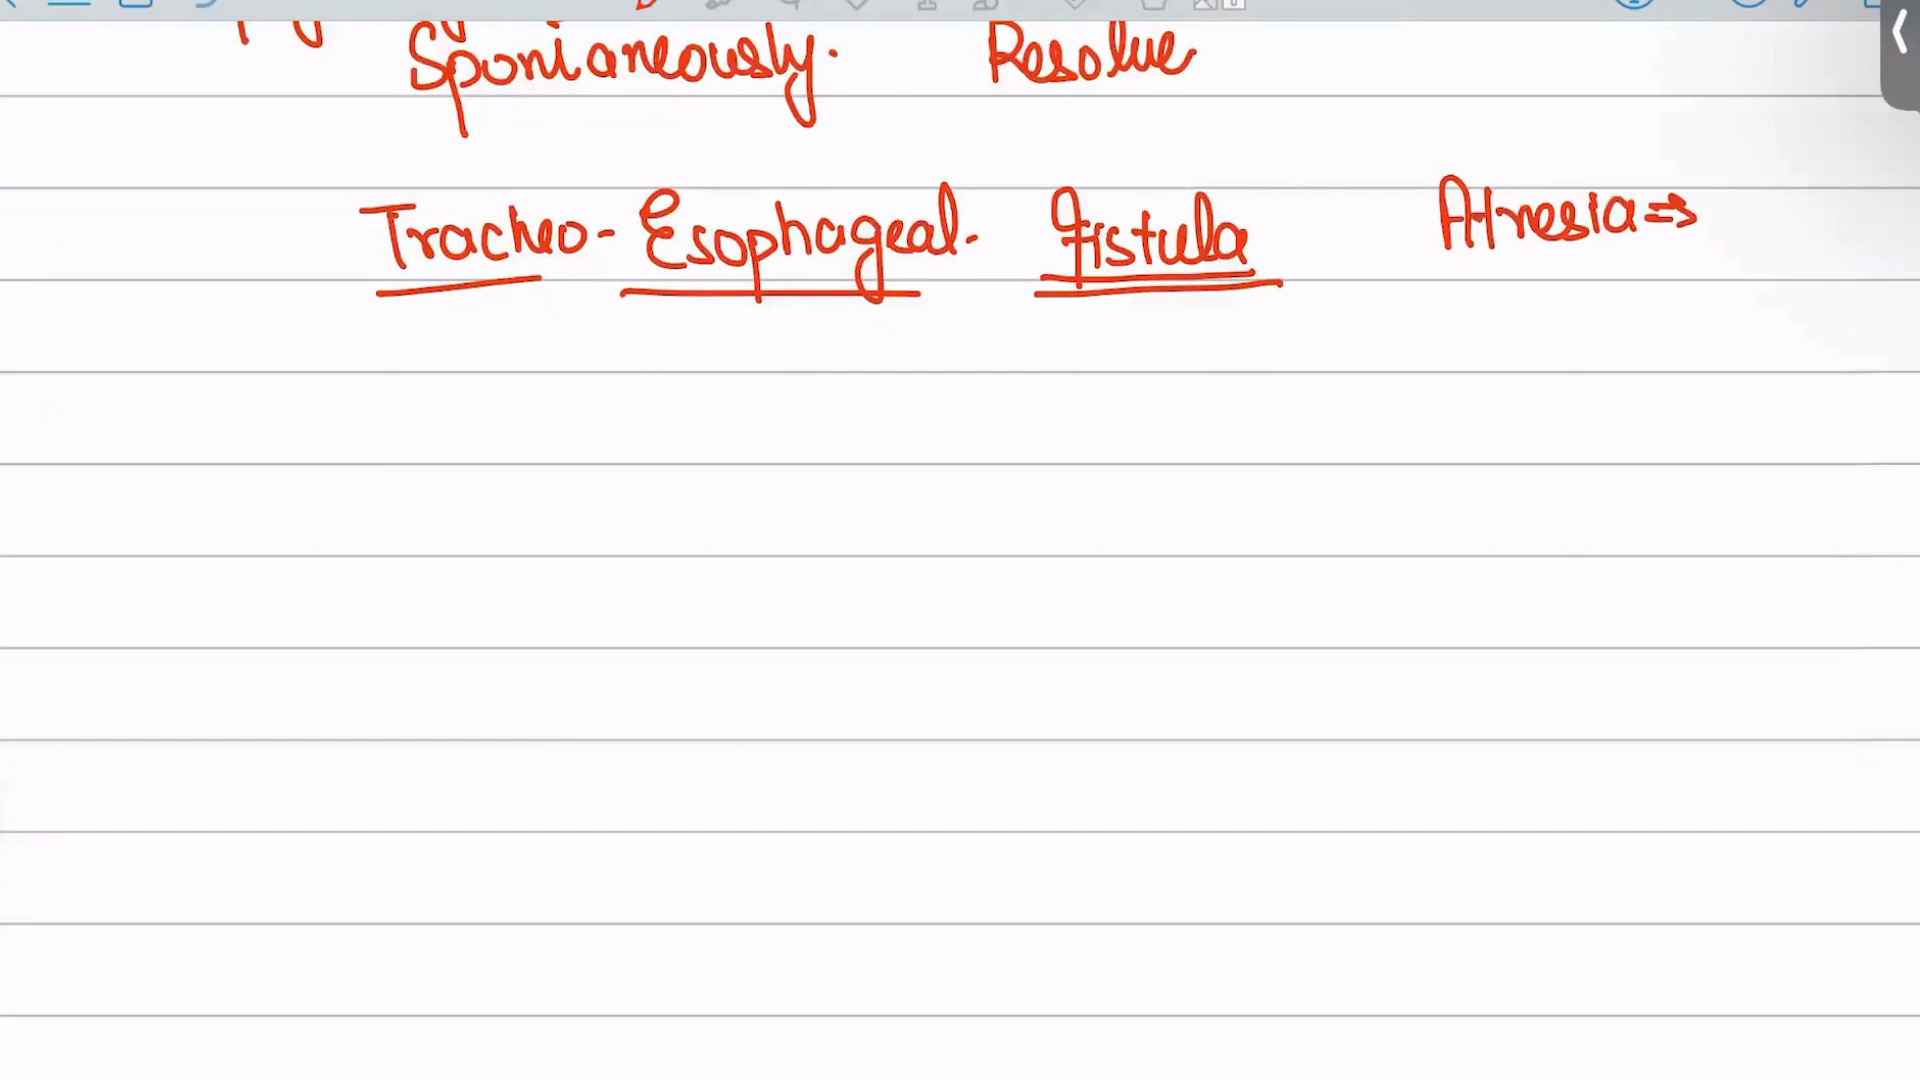 Spontaneously. Resolve
Tracheo- Esophageal- Fistula Atresia ⇒